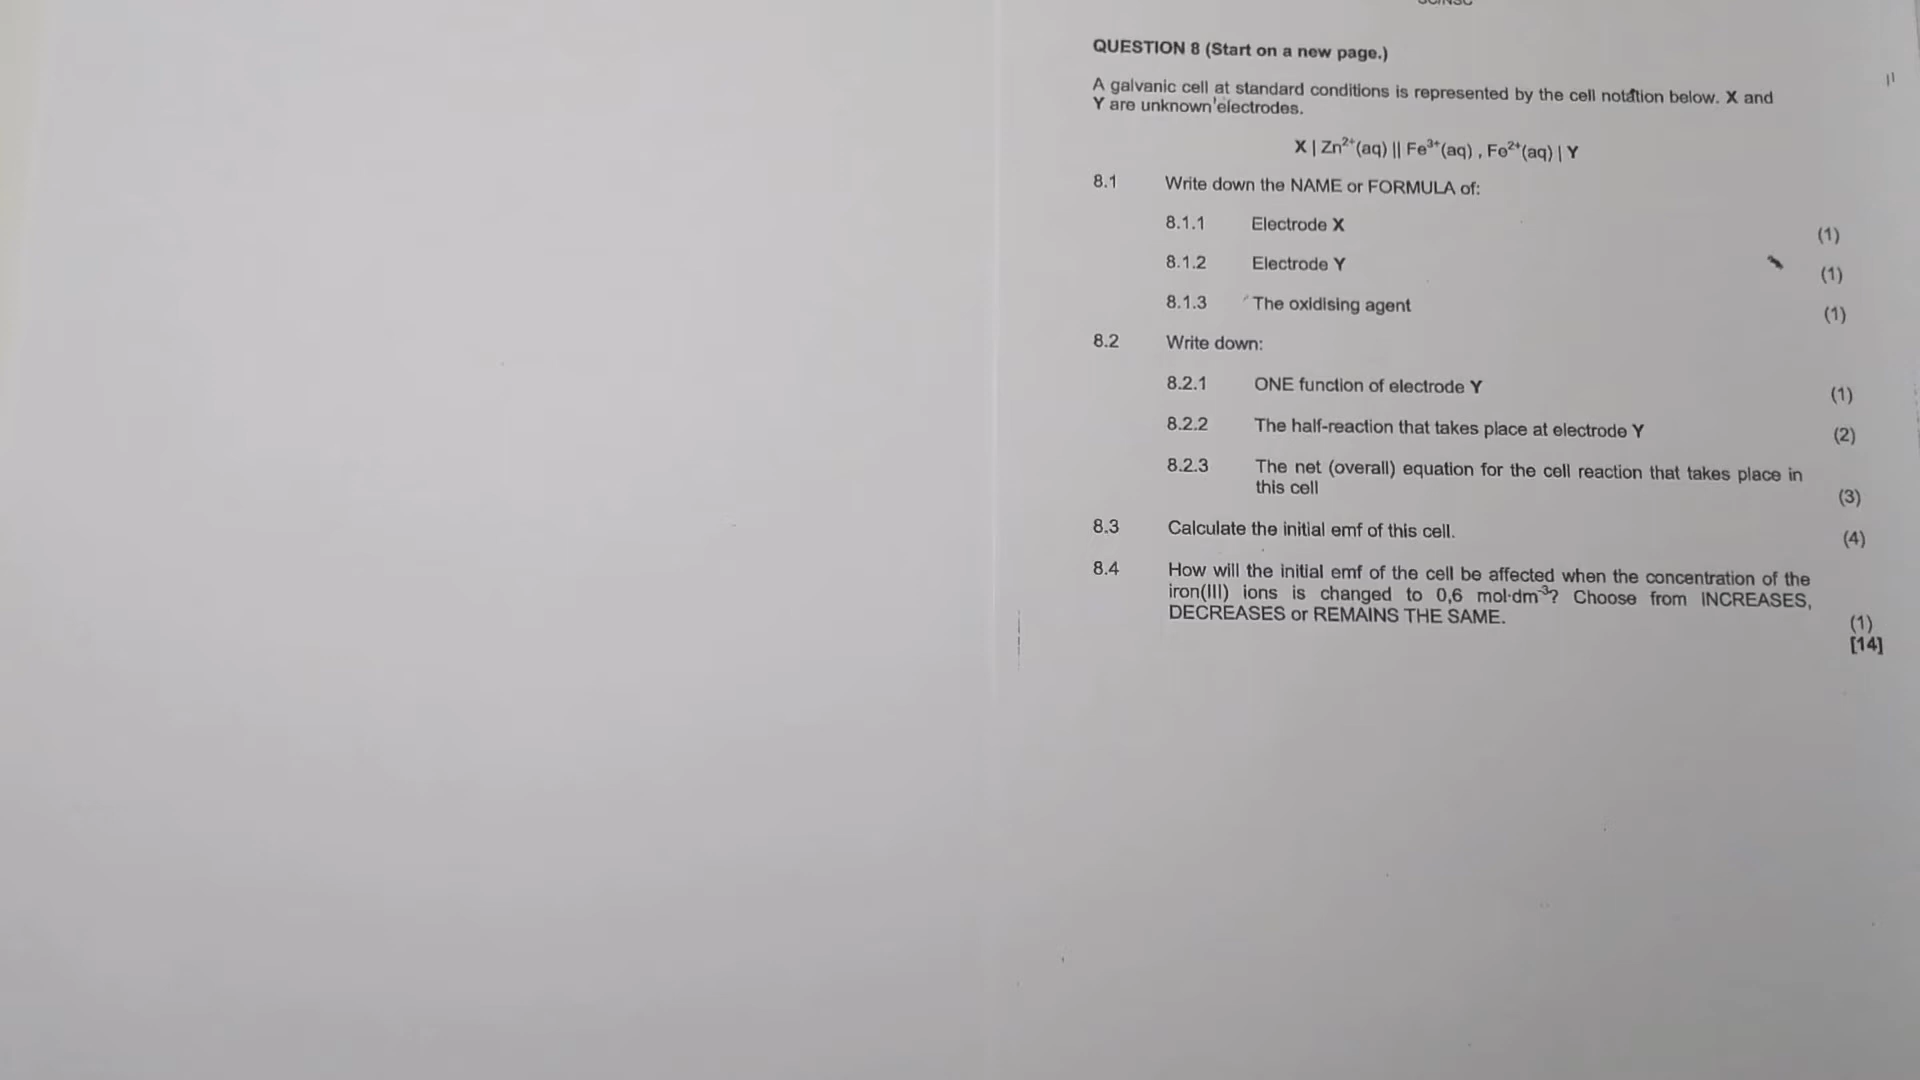 QUESTION 8 (Start on a new page.)
A galvanic cell at standard conditions is represented by the cell notation below. X and
Y are unknown electrodes.
X | Zn²⁺(aq) || Fe³⁺(aq) , Fe²⁺(aq) | Y
8.1 Write down the NAME or FORMULA of:
8.1.1 Electrode X (1)
8.1.2 Electrode Y (1)
8.1.3 The oxidising agent (1)
8.2 Write down:
8.2.1 ONE function of electrode Y (1)
8.2.2 The half-reaction that takes place at electrode Y (2)
8.2.3 The net (overall) equation for the cell reaction that takes place in
this cell (3)
8.3 Calculate the initial emf of this cell. (4)
8.4 How will the initial emf of the cell be affected when the concentration of the
iron(III) ions is changed to 0,6 mol·dm⁻³? Choose from INCREASES,
DECREASES or REMAINS THE SAME. (1)
[14]